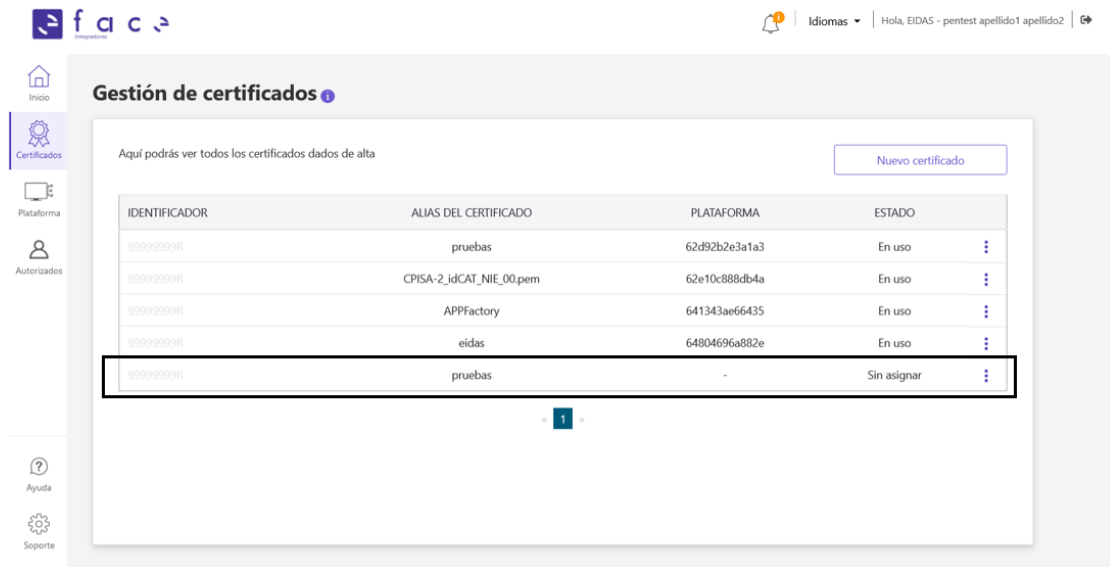 face
Integradores
1
Idiomas
Hola, EIDAS - pentest apellido1 apellido2
Inicio
Certificados
Plataforma
Autorizados
Ayuda
Soporte
Gestión de certificados
Aquí podrás ver todos los certificados dados de alta
Nuevo certificado
IDENTIFICADOR ALIAS DEL CERTIFICADO PLATAFORMA ESTADO
99999999R pruebas 62d92b2e3a1a3 En uso
99999999R CPISA-2_idCAT_NIE_00.pem 62e10c888db4a En uso
99999999R APPFactory 641343ae66435 En uso
99999999R eidas 64804696a882e En uso
99999999R pruebas - Sin asignar
« 1 »